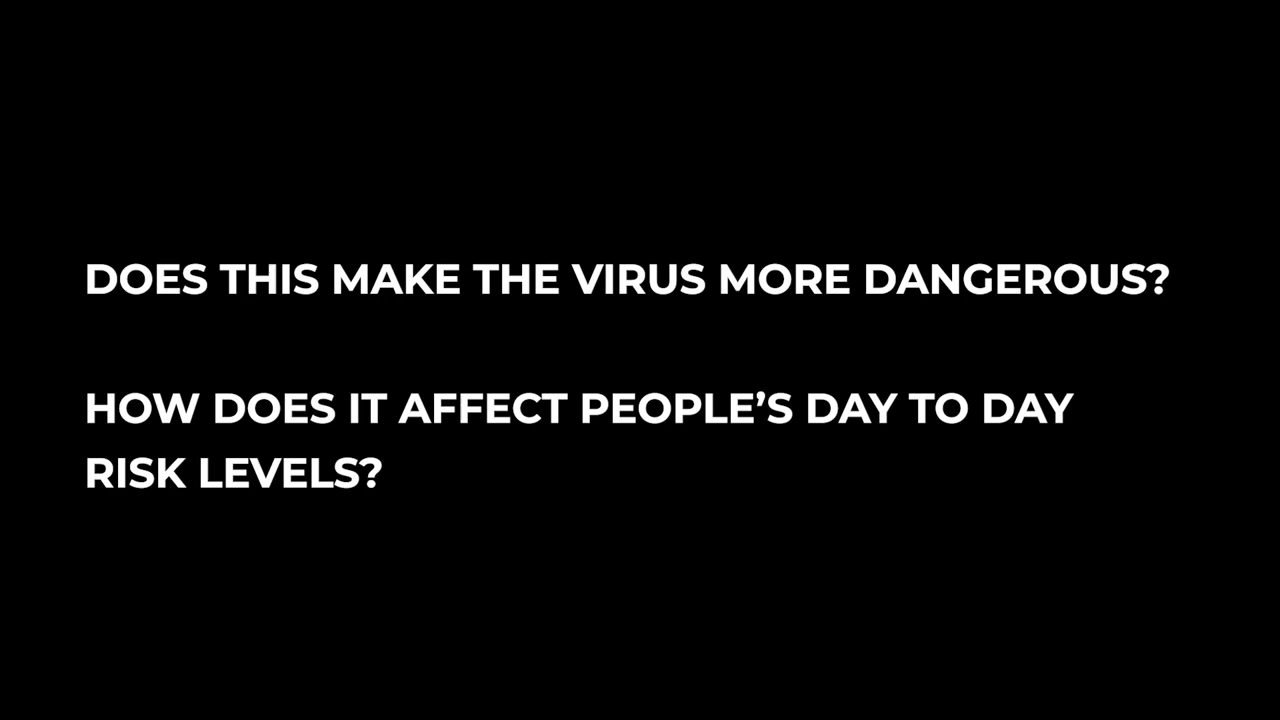 DOES THIS MAKE THE VIRUS MORE DANGEROUS?
HOW DOES IT AFFECT PEOPLE’S DAY TO DAY
RISK LEVELS?